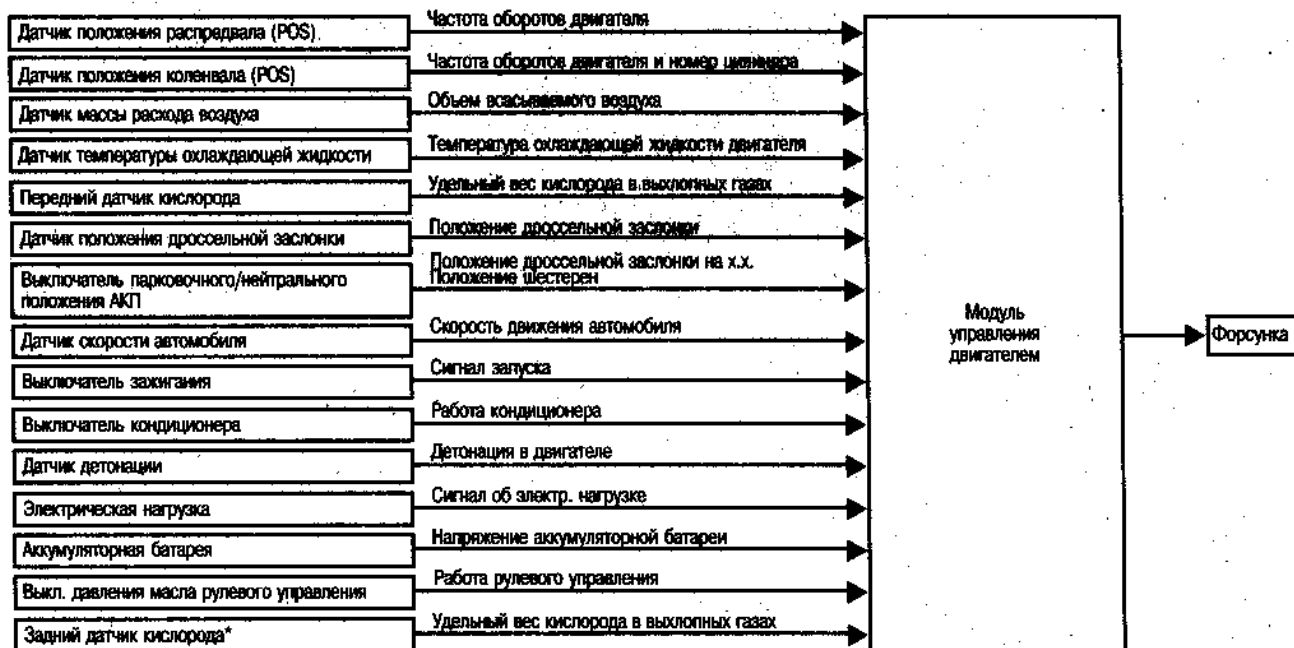 Датчик положения распредвала (POS)
Частота оборотов двигателя
Датчик положения коленвала (POS)
Частота оборотов двигателя и номер цилиндра
Датчик массы расхода воздуха
Объем всасываемого воздуха
Датчик температуры охлаждающей жидкости
Температура охлаждающей жидкости двигателя
Передний датчик кислорода
Удельный вес кислорода в выхлопных газах
Датчик положения дроссельной заслонки
Положение дроссельной заслонки
Выключатель парковочного/нейтрального
положения АКП
Положение дроссельной заслонки на х.х.
Положение шестерен
Датчик скорости автомобиля
Скорость движения автомобиля
Выключатель зажигания
Сигнал запуска
Выключатель кондиционера
Работа кондиционера
Датчик детонации
Детонация в двигателе
Электрическая нагрузка
Сигнал об электр. нагрузке
Аккумуляторная батарея
Напряжение аккумуляторной батареи
Выкл. давления масла рулевого управления
Работа рулевого управления
Задний датчик кислорода*
Удельный вес кислорода в выхлопных газах
Модуль
управления
двигателем
Форсунка